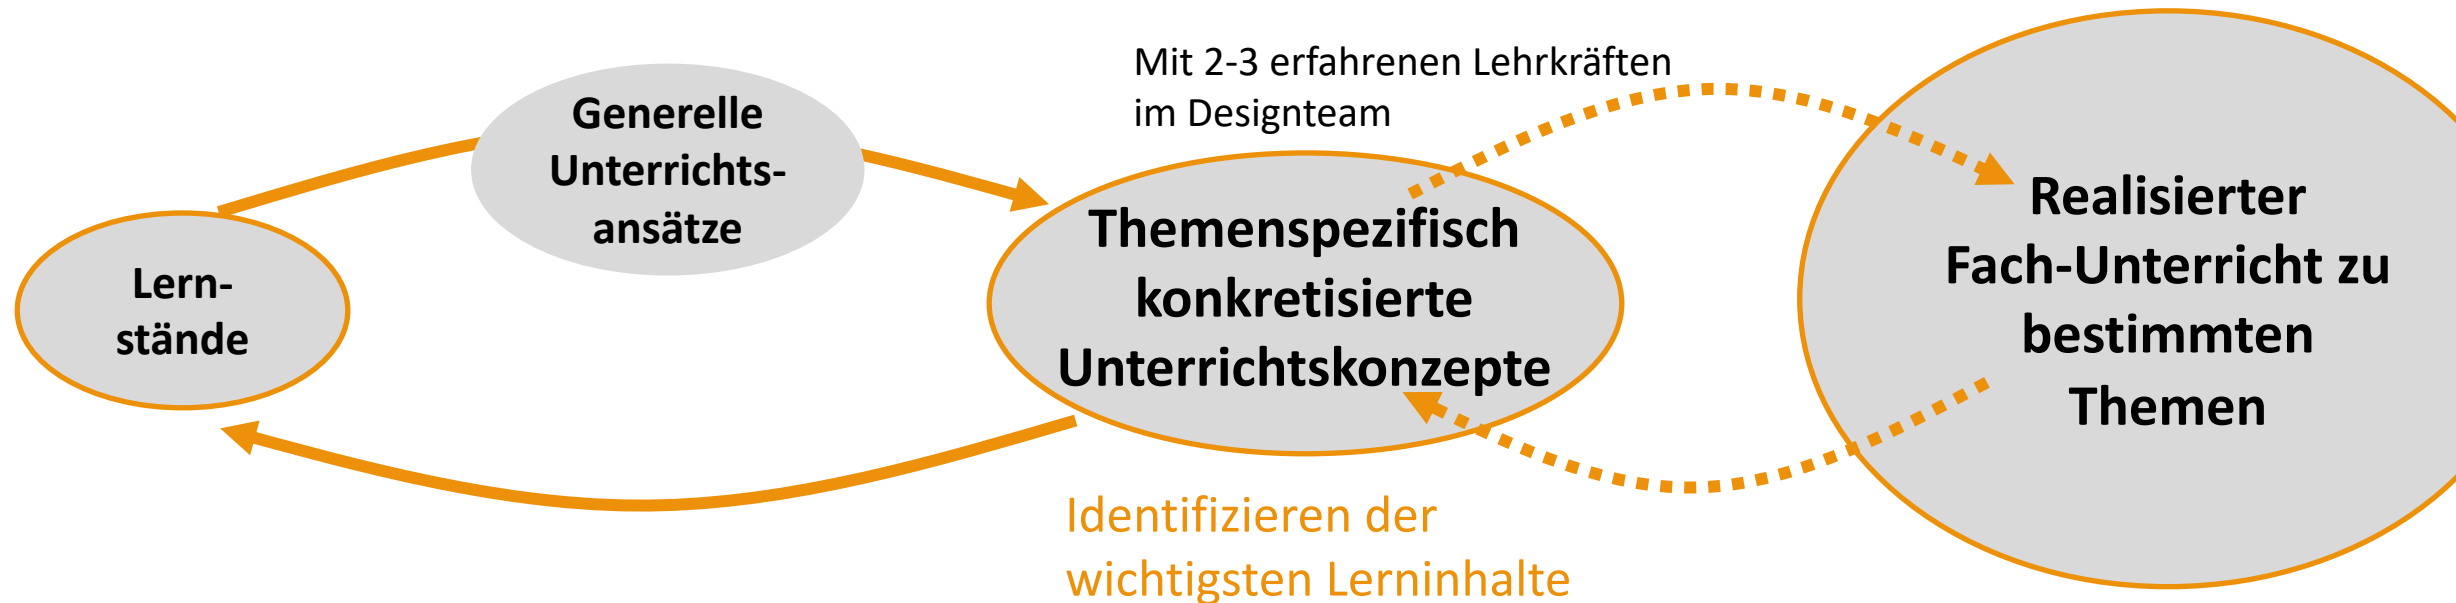 Mit 2-3 erfahrenen Lehrkräften
im Designteam
Generelle
Unterrichts-
ansätze
Lern-
stände
Themenspezifisch
konkretisierte
Unterrichtskonzepte
Realisierter
Fach-Unterricht zu
bestimmten
Themen
Identifizieren der
wichtigsten Lerninhalte